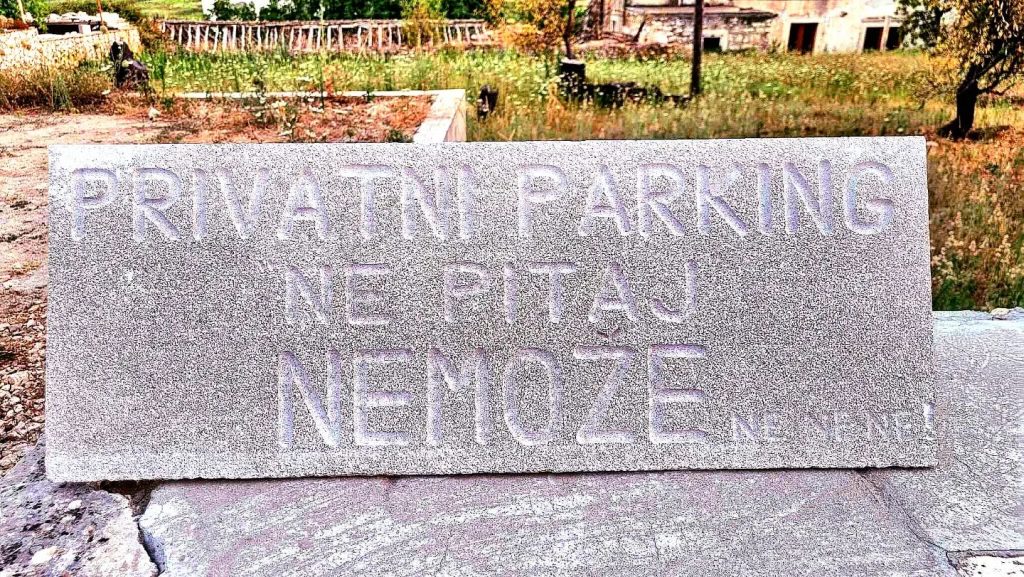 PRIVATNI PARKING
"NE PITAJ"
NEMOŽE NE NE NE!